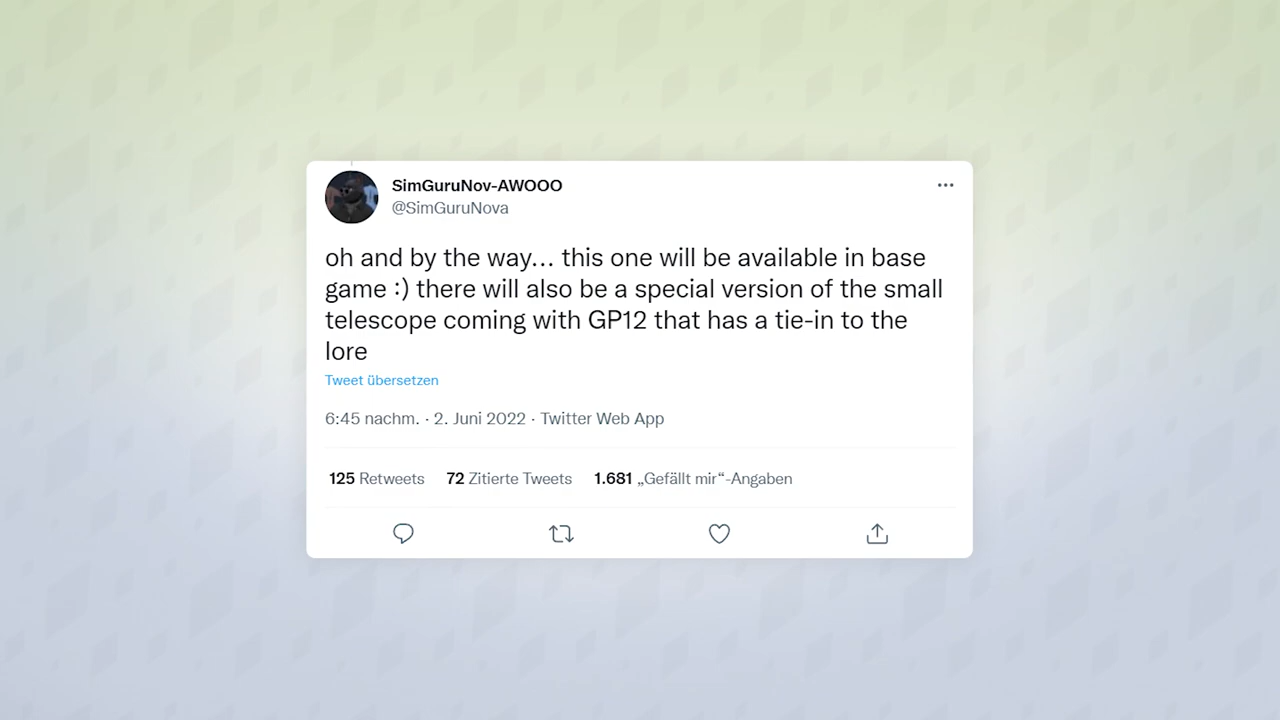 SimGuruNov-AWOOO
@SimGuruNova
oh and by the way... this one will be available in base
game :) there will also be a special version of the small
telescope coming with GP12 that has a tie-in to the
lore
Tweet übersetzen
6:45 nachm. · 2. Juni 2022 · Twitter Web App
125 Retweets 72 Zitierte Tweets 1.681 „Gefällt mir“-Angaben